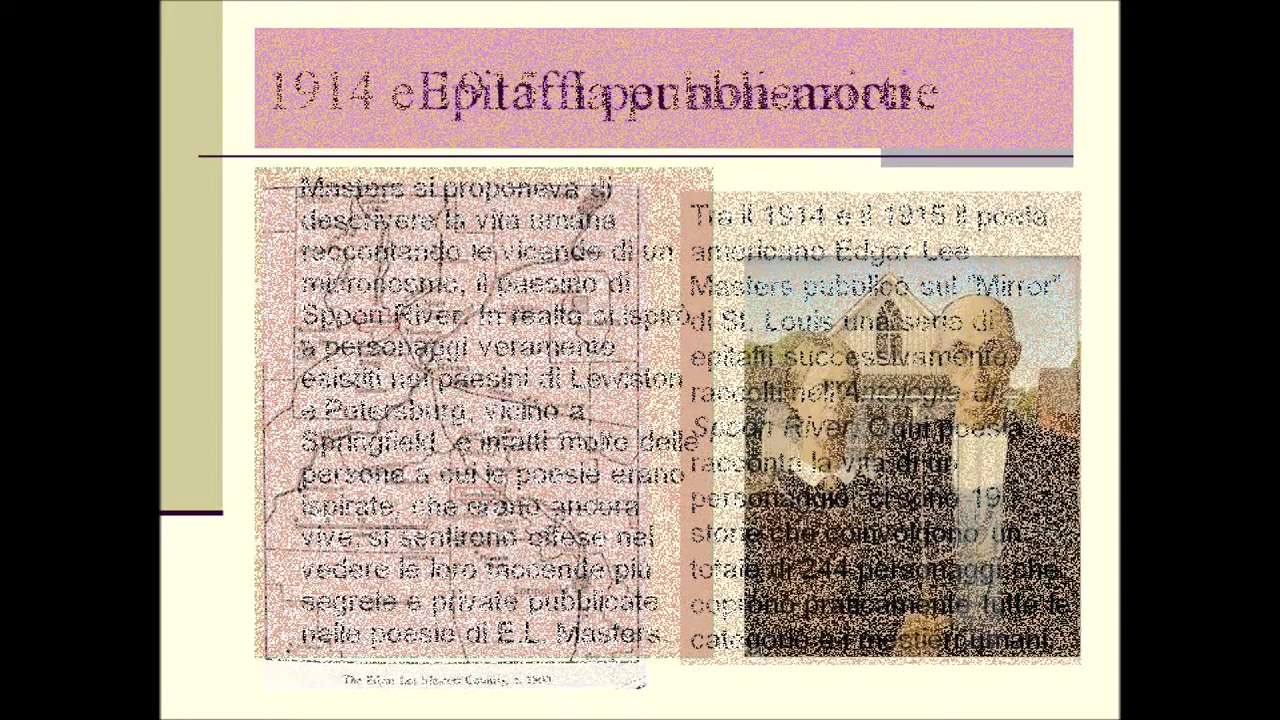 1914 e
Epitaffi
Masters si proponeva di
descrivere la vita umana
raccontando le vicende di un
microcosmo, il paesino di
Spoon River. In realtà si ispirò
a personaggi veramente
esistiti nei paesini di Lewiston
e Petersburg, vicino a
Springfield, e infatti molte delle
persone a cui le poesie erano
ispirate, che erano ancora
vive, si sentirono offese nel
vedere le loro faccende più
segrete e private pubblicate
nelle poesie di E.L. Masters
Tra il 1914 e il 1915 il poeta
americano Edgar Lee
Masters pubblicò sul "Mirror"
di St. Louis una serie di
epitaffi successivamente
raccolti nell'Antologia di
Spoon River. Ogni poesia
racconta la vita di un
personaggio, ci sono 19
storie che coinvolgono un
totale di 244 personaggi che
coprono praticamente tutte le
categorie e i mestieri umani.
The Edgar Lee Masters Country,